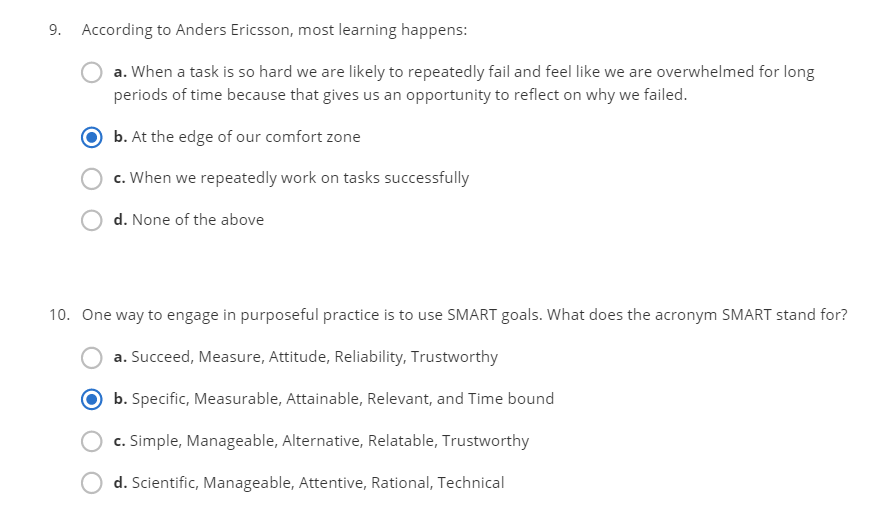 9. According to Anders Ericsson, most learning happens:
a. When a task is so hard we are likely to repeatedly fail and feel like we are overwhelmed for long
periods of time because that gives us an opportunity to reflect on why we failed.
b. At the edge of our comfort zone
c. When we repeatedly work on tasks successfully
d. None of the above
10. One way to engage in purposeful practice is to use SMART goals. What does the acronym SMART stand for?
a. Succeed, Measure, Attitude, Reliability, Trustworthy
b. Specific, Measurable, Attainable, Relevant, and Time bound
c. Simple, Manageable, Alternative, Relatable, Trustworthy
d. Scientific, Manageable, Attentive, Rational, Technical